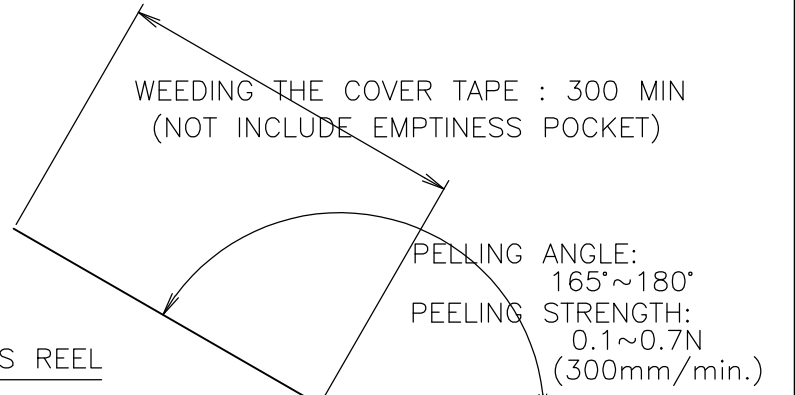 WEEDING THE COVER TAPE : 300 MIN
(NOT INCLUDE EMPTINESS POCKET)
PELLING ANGLE:
165°~180°
PEELING STRENGTH:
0.1~0.7N
(300mm/min.)
S REEL